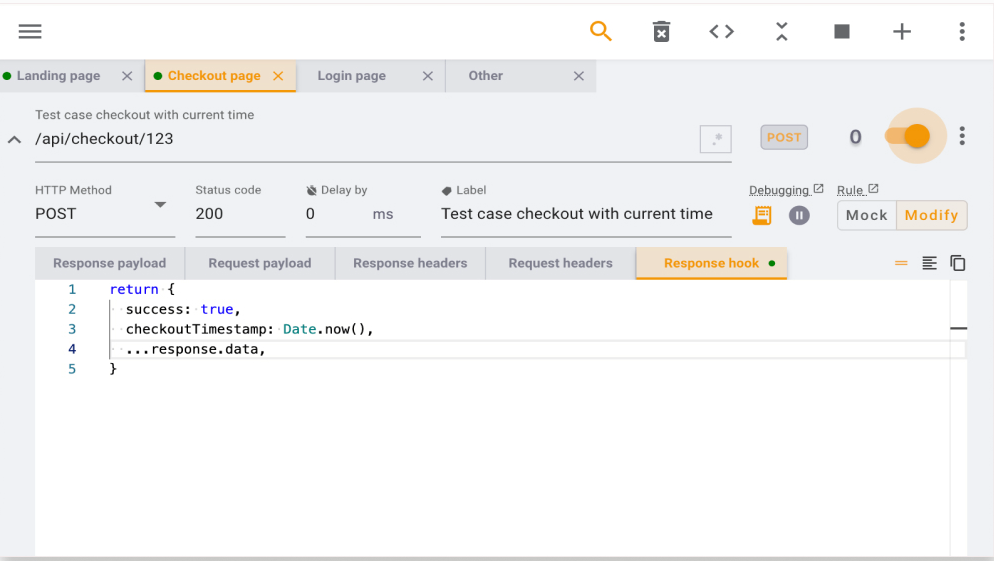 Landing page
Checkout page
Login page
Other
Test case checkout with current time
/api/checkout/123
.*
POST
0
HTTP Method
POST
Status code
200
Delay by
0 ms
Label
Test case checkout with current time
Debugging
Rule
Mock Modify
Response payload
Request payload
Response headers
Request headers
Response hook
1 return {
2 success: true,
3 checkoutTimestamp: Date.now(),
4 ...response.data,
5 }